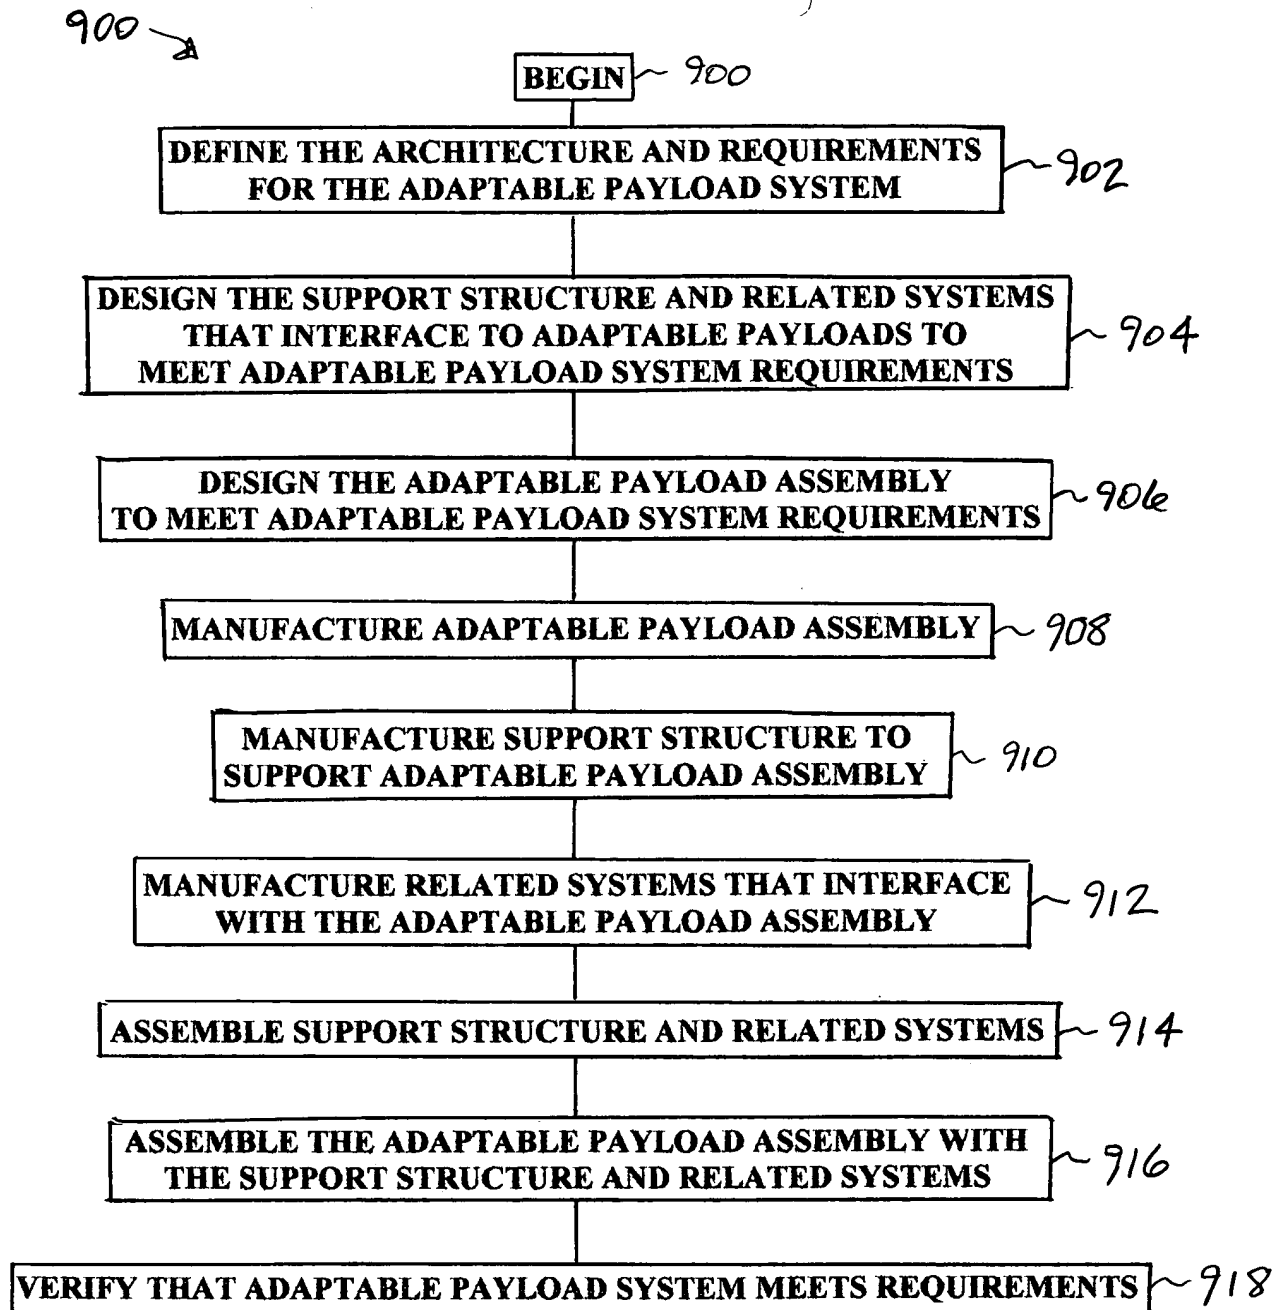 900
BEGIN 900
DEFINE THE ARCHITECTURE AND REQUIREMENTS
FOR THE ADAPTABLE PAYLOAD SYSTEM
902
DESIGN THE SUPPORT STRUCTURE AND RELATED SYSTEMS
THAT INTERFACE TO ADAPTABLE PAYLOADS TO
MEET ADAPTABLE PAYLOAD SYSTEM REQUIREMENTS
904
DESIGN THE ADAPTABLE PAYLOAD ASSEMBLY
TO MEET ADAPTABLE PAYLOAD SYSTEM REQUIREMENTS
906
MANUFACTURE ADAPTABLE PAYLOAD ASSEMBLY
908
MANUFACTURE SUPPORT STRUCTURE TO
SUPPORT ADAPTABLE PAYLOAD ASSEMBLY
910
MANUFACTURE RELATED SYSTEMS THAT INTERFACE
WITH THE ADAPTABLE PAYLOAD ASSEMBLY
912
ASSEMBLE SUPPORT STRUCTURE AND RELATED SYSTEMS
914
ASSEMBLE THE ADAPTABLE PAYLOAD ASSEMBLY WITH
THE SUPPORT STRUCTURE AND RELATED SYSTEMS
916
VERIFY THAT ADAPTABLE PAYLOAD SYSTEM MEETS REQUIREMENTS
918